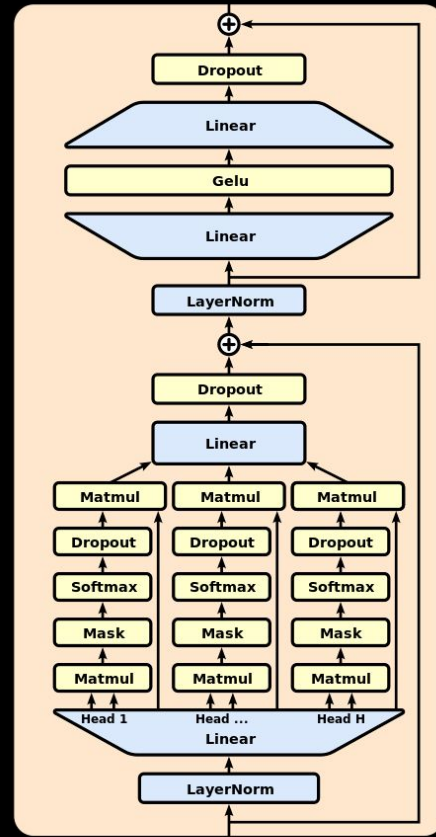 Dropout
Linear
Gelu
Linear
LayerNorm
Dropout
Linear
Matmul Matmul Matmul
Dropout Dropout Dropout
Softmax Softmax Softmax
Mask Mask Mask
Matmul Matmul Matmul
Head 1 Head ... Head H
Linear
LayerNorm